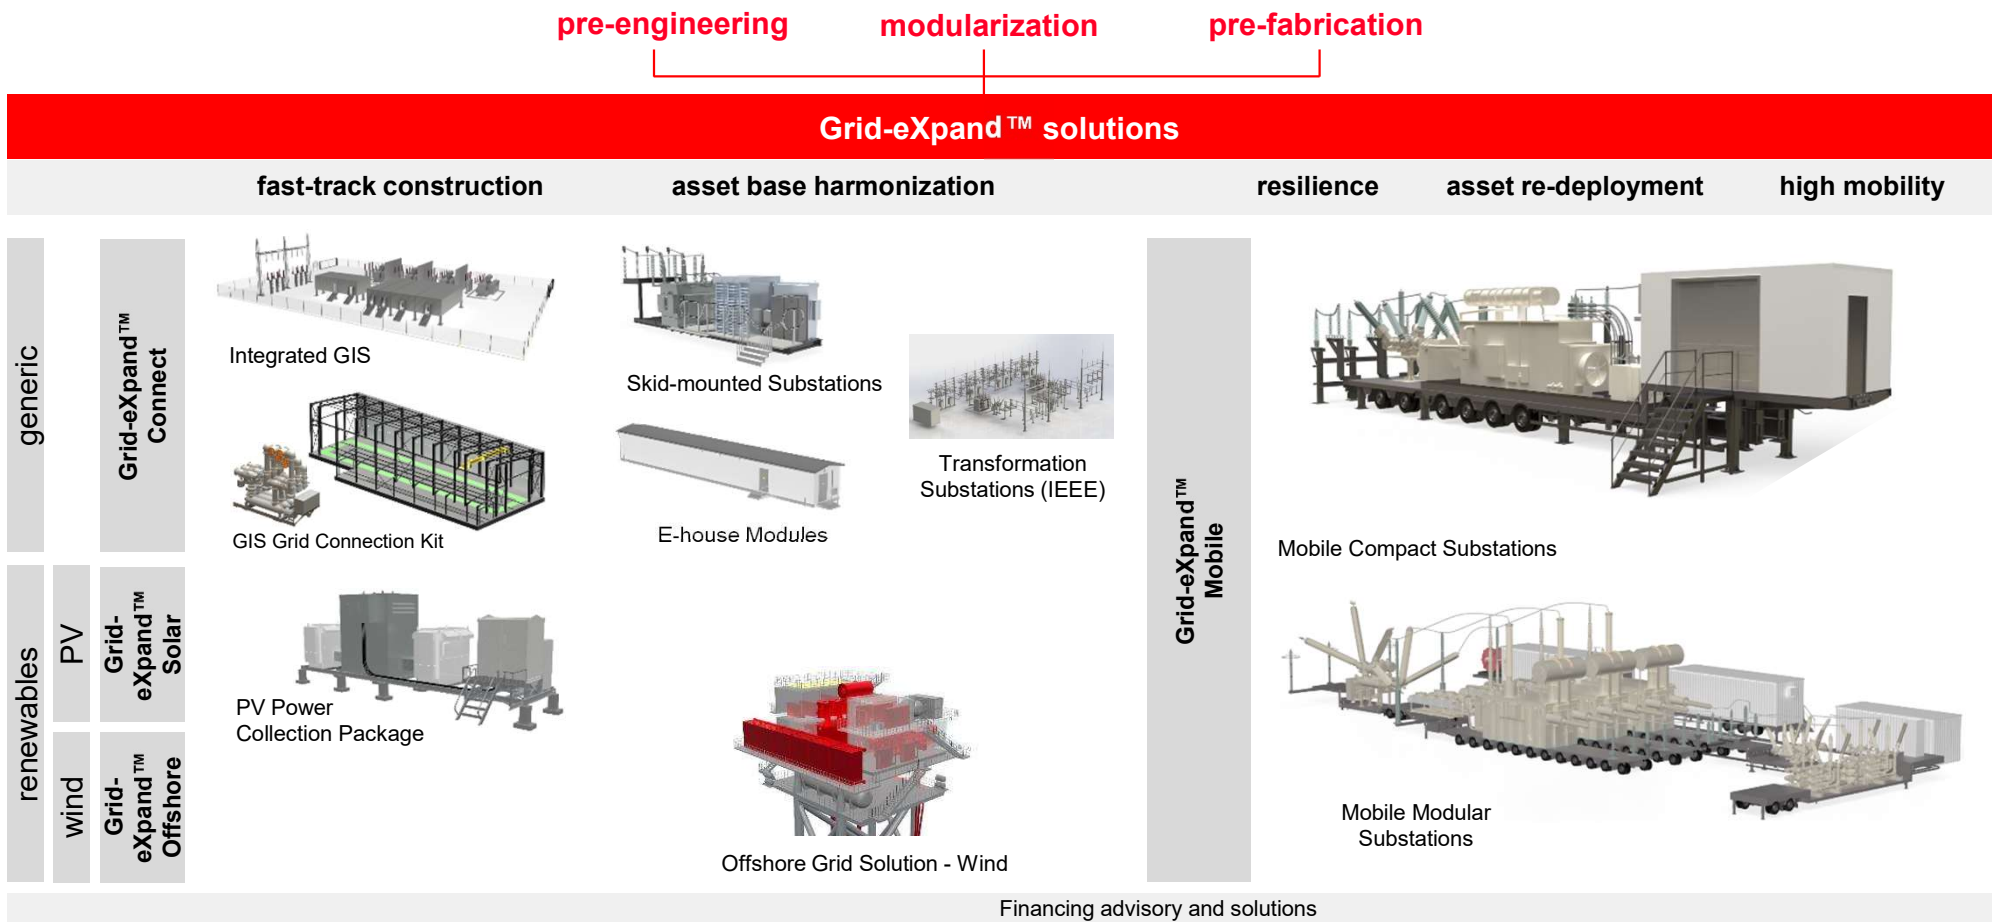 pre-engineering modularization pre-fabrication
Grid-eXpand™ solutions
fast-track construction asset base harmonization resilience asset re-deployment high mobility
generic
Grid-eXpand™
Connect
Integrated GIS
GIS Grid Connection Kit
Skid-mounted Substations
E-house Modules
Transformation
Substations (IEEE)
renewables
PV
Grid-
eXpand™
Solar
PV Power
Collection Package
wind
Grid-
eXpand™
Offshore
Offshore Grid Solution - Wind
Grid-eXpand™
Mobile
Mobile Compact Substations
Mobile Modular
Substations
Financing advisory and solutions